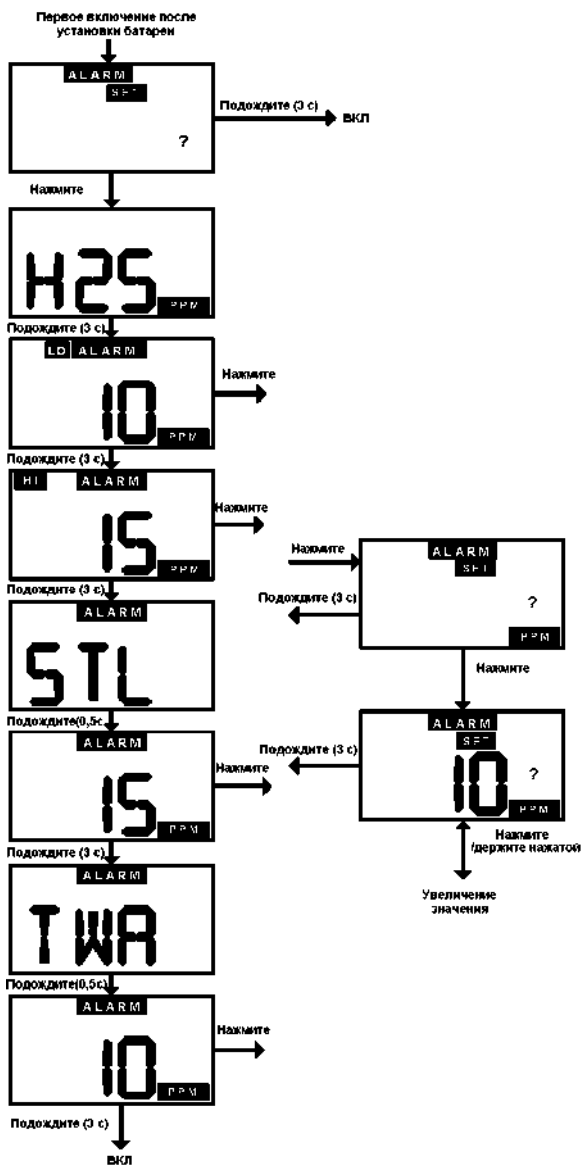 Первое включение после
установки батареи
ALARM
SET
?
Подождите (3 с)
ВКЛ
Нажмите
H2S
PPM
Подождите (3 с)
LO ALARM
10
PPM
Нажмите
Подождите (3 с)
HI ALARM
15
PPM
Нажмите
Подождите (3 с)
ALARM
STL
Подождите(0,5с
ALARM
15
PPM
Нажмите
Подождите (3 с)
ALARM
TWA
Подождите(0,5с)
ALARM
10
PPM
Нажмите
Подождите (3 с)
ВКЛ
Нажмите
ALARM
SET
?
PPM
Подождите (3 с)
Нажмите
ALARM
SET
10 ?
PPM
Подождите (3 с)
Нажмите
/держите нажатой
Увеличение
значения